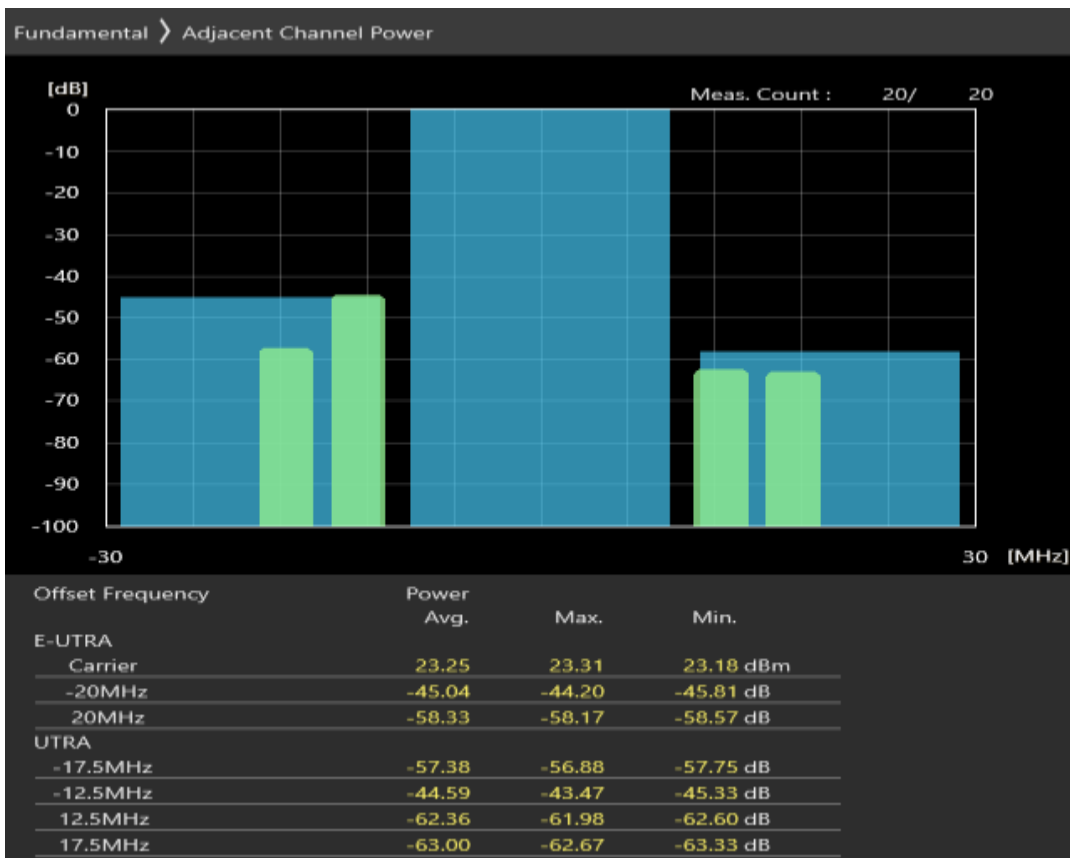 Fundamental 〉 Adjacent Channel Power
[dB]
Meas. Count : 20/ 20
0
-10
-20
-30
-40
-50
-60
-70
-80
-90
-100
-30 30 [MHz]
Offset Frequency Power
Avg. Max. Min.
E-UTRA
Carrier 23.25 23.31 23.18 dBm
-20MHz -45.04 -44.20 -45.81 dB
20MHz -58.33 -58.17 -58.57 dB
UTRA
-17.5MHz -57.38 -56.88 -57.75 dB
-12.5MHz -44.59 -43.47 -45.33 dB
12.5MHz -62.36 -61.98 -62.60 dB
17.5MHz -63.00 -62.67 -63.33 dB